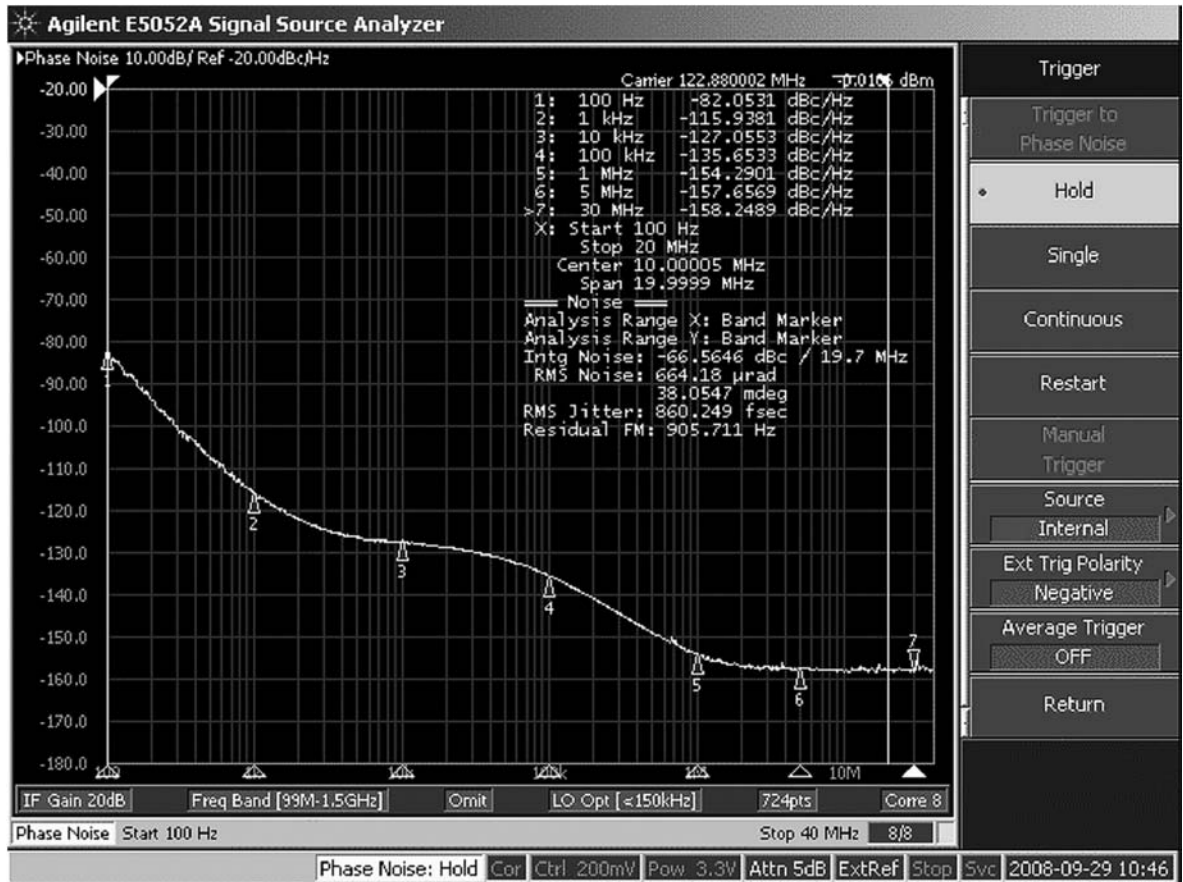 Agilent E5052A Signal Source Analyzer
Phase Noise 10.00dB/ Ref -20.00dBc/Hz
Carrier 122.880002 MHz dBm
1: 100 Hz -82.0531 dBc/Hz
2: 1 kHz -115.9381 dBc/Hz
3: 10 kHz -127.0553 dBc/Hz
4: 100 kHz -135.6533 dBc/Hz
5: 1 MHz -154.2901 dBc/Hz
6: 5 MHz -157.6569 dBc/Hz
>7: 30 MHz -158.2489 dBc/Hz
X: Start 100 Hz
Stop 20 MHz
Center 10.00005 MHz
Span 19.9999 MHz
Noise
Analysis Range X: Band Marker
Analysis Range Y: Band Marker
Intg Noise: -66.5646 dBc / 19.7 MHz
RMS Noise: 664.18 μrad
38.0547 mdeg
RMS Jitter: 860.249 fsec
Residual FM: 905.711 Hz
-20.00
-30.00
-40.00
-50.00
-60.00
-70.00
-80.00
-90.00
-100.0
-110.0
-120.0
-130.0
-140.0
-150.0
-160.0
-170.0
-180.0
1
2
3
4
5
6
7
10M
IF Gain 20dB
Freq Band [99M-1.5GHz]
Omit
LO Opt [<150kHz]
724pts
Corre 8
Phase Noise Start 100 Hz
Stop 40 MHz
8/8
Phase Noise: Hold Cor Ctrl 200mV Pow 3.3V Attn 5dB ExtRef Stop Svc 2008-09-29 10:46
Trigger
Trigger to
Phase Noise
Hold
Single
Continuous
Restart
Manual
Trigger
Source
Internal
Ext Trig Polarity
Negative
Average Trigger
OFF
Return